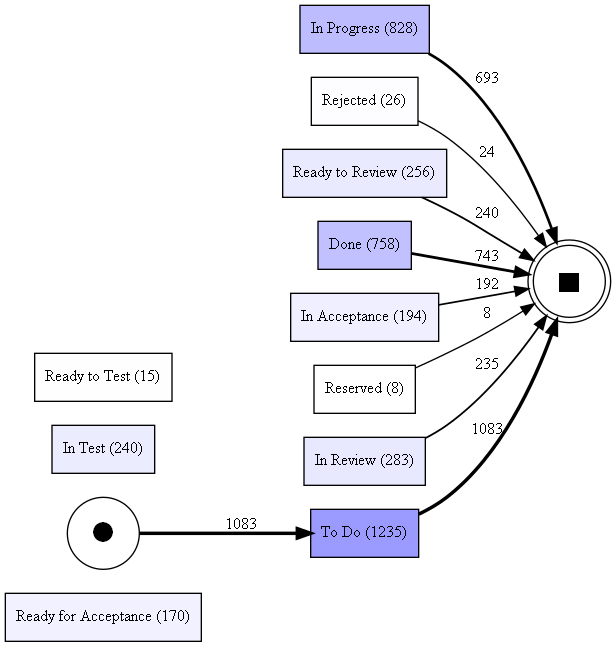 In Progress (828)
693
Rejected (26)
24
Ready to Review (256)
240
Done (758)
743
192
In Acceptance (194)
8
Ready to Test (15)
Reserved (8)
235
1083
In Test (240)
In Review (283)
1083
To Do (1235)
Ready for Acceptance (170)